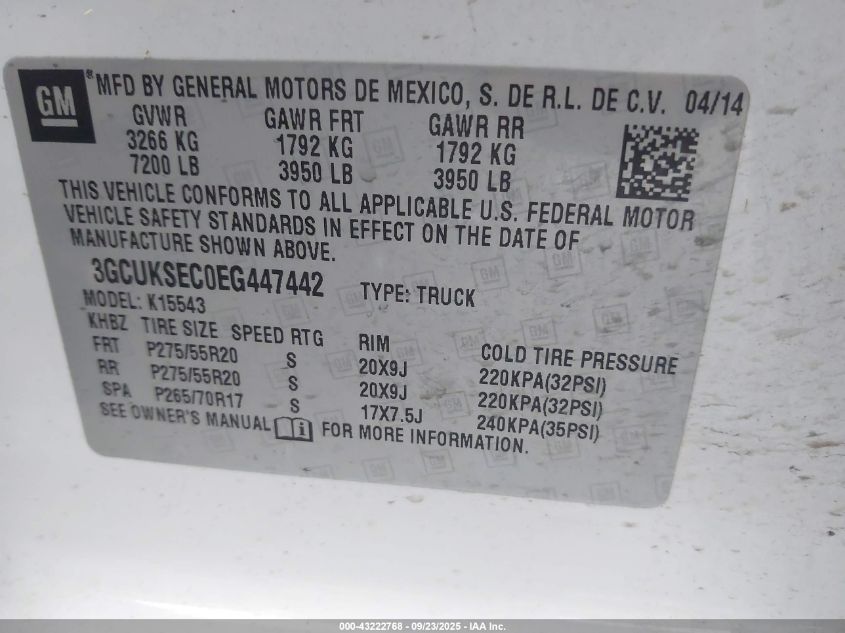 GM ® MFD BY GENERAL MOTORS DE MEXICO, S. DE R.L. DE C.V. 04/14
GVWR GAWR FRT GAWR RR
3266 KG 1792 KG 1792 KG
7200 LB 3950 LB 3950 LB
THIS VEHICLE CONFORMS TO ALL APPLICABLE U.S. FEDERAL MOTOR
VEHICLE SAFETY STANDARDS IN EFFECT ON THE DATE OF
MANUFACTURE SHOWN ABOVE.
3GCUKSEC0EG447442 TYPE: TRUCK
MODEL: K15543
KHBZ TIRE SIZE SPEED RTG RIM COLD TIRE PRESSURE
FRT P275/55R20 S 20X9J 220KPA(32PSI)
RR P275/55R20 S 20X9J 220KPA(32PSI)
SPA P265/70R17 S 17X7.5J 240KPA(35PSI)
SEE OWNER'S MANUAL i FOR MORE INFORMATION.
000-43222768 - 09/23/2025 - IAA Inc.